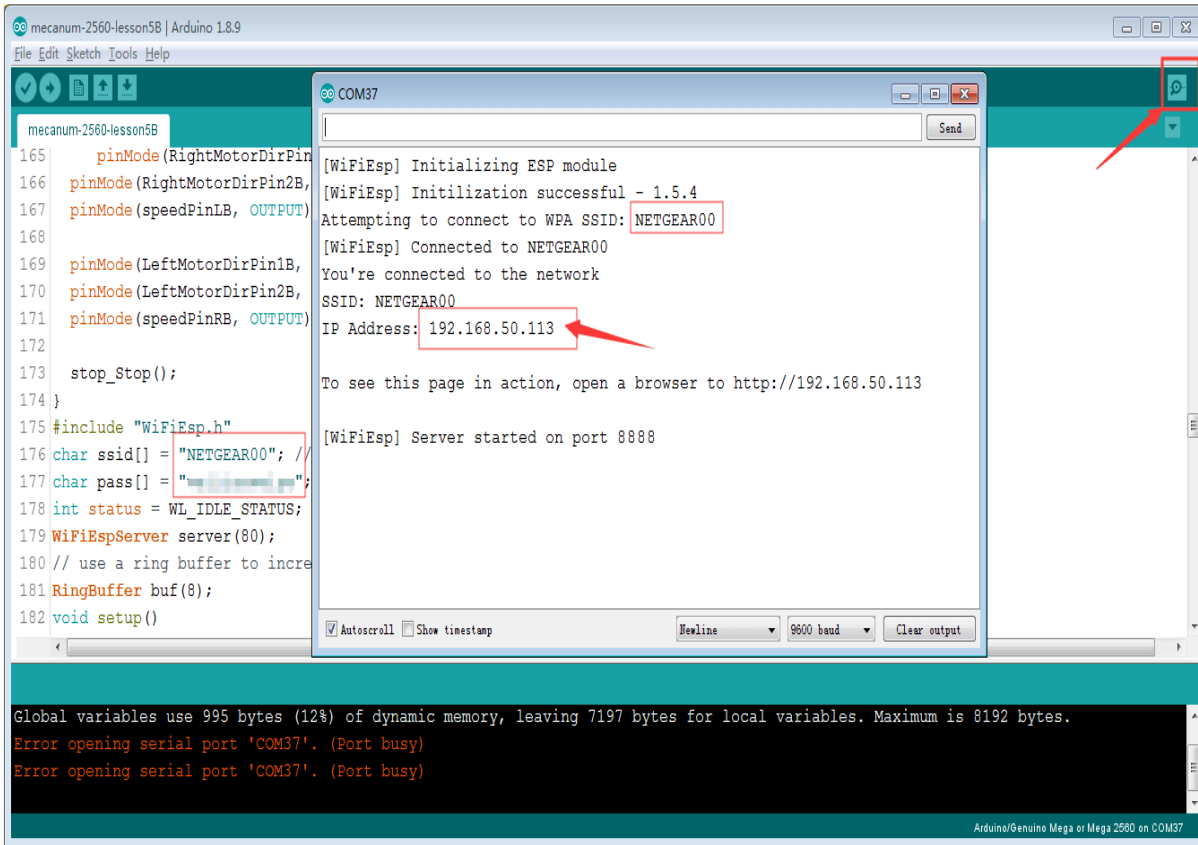 mecanum-2560-lesson5B | Arduino 1.8.9
File Edit Sketch Tools Help
mecanum-2560-lesson5B
165 pinMode(RightMotorDirPin
166 pinMode(RightMotorDirPin2B,
167 pinMode(speedPinLB, OUTPUT)
168
169 pinMode(LeftMotorDirPin1B,
170 pinMode(LeftMotorDirPin2B,
171 pinMode(speedPinRB, OUTPUT)
172
173 stop_Stop();
174 }
175 #include "WiFiEsp.h"
176 char ssid[] = "NETGEAR00"; //
177 char pass[] = "";
178 int status = WL_IDLE_STATUS;
179 WiFiEspServer server(80);
180 // use a ring buffer to incre
181 RingBuffer buf(8);
182 void setup()
COM37
Send
[WiFiEsp] Initializing ESP module
[WiFiEsp] Initilization successful - 1.5.4
Attempting to connect to WPA SSID: NETGEAR00
[WiFiEsp] Connected to NETGEAR00
You're connected to the network
SSID: NETGEAR00
IP Address: 192.168.50.113
To see this page in action, open a browser to http://192.168.50.113
[WiFiEsp] Server started on port 8888
Autoscroll Show timestamp Newline 9600 baud Clear output
Global variables use 995 bytes (12%) of dynamic memory, leaving 7197 bytes for local variables. Maximum is 8192 bytes.
Error opening serial port 'COM37'. (Port busy)
Error opening serial port 'COM37'. (Port busy)
Arduino/Genuino Mega or Mega 2560 on COM37